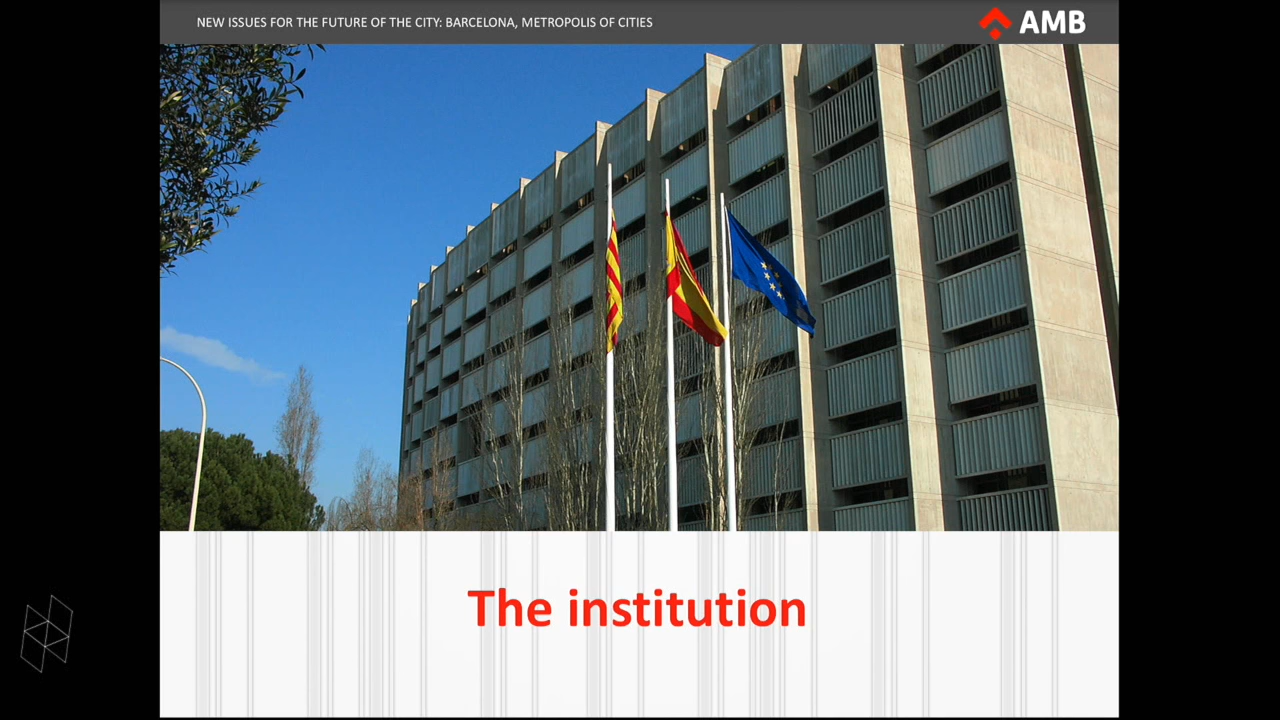 NEW ISSUES FOR THE FUTURE OF THE CITY: BARCELONA, METROPOLIS OF CITIES
AMB
The institution